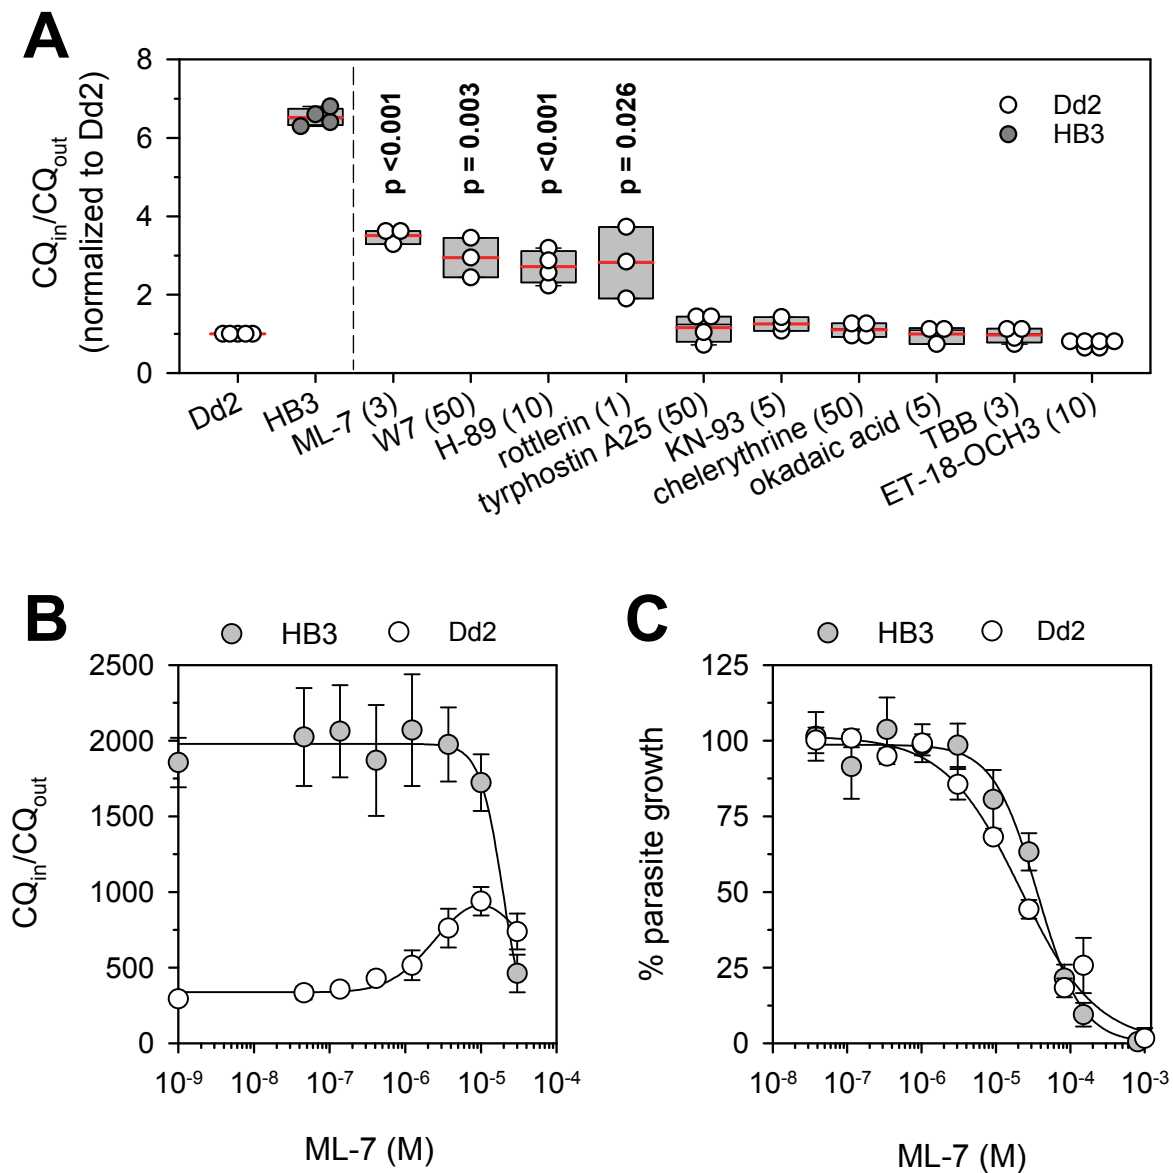 A
CQin/CQout
(normalized to Dd2)
8
6
4
2
0
p <0.001
p = 0.003
p <0.001
p = 0.026
Dd2
HB3
Dd2
HB3
ML-7 (3)
W7 (50)
H-89 (10)
rottlerin (1)
tyrphostin A25 (50)
KN-93 (5)
chelerythrine (50)
okadaic acid (5)
TBB (3)
ET-18-OCH3 (10)
B
HB3 Dd2
CQin/CQout
2500
2000
1500
1000
500
0
10-9 10-8 10-7 10-6 10-5 10-4
ML-7 (M)
C
HB3 Dd2
% parasite growth
125
100
75
50
25
0
10-8 10-7 10-6 10-5 10-4 10-3
ML-7 (M)